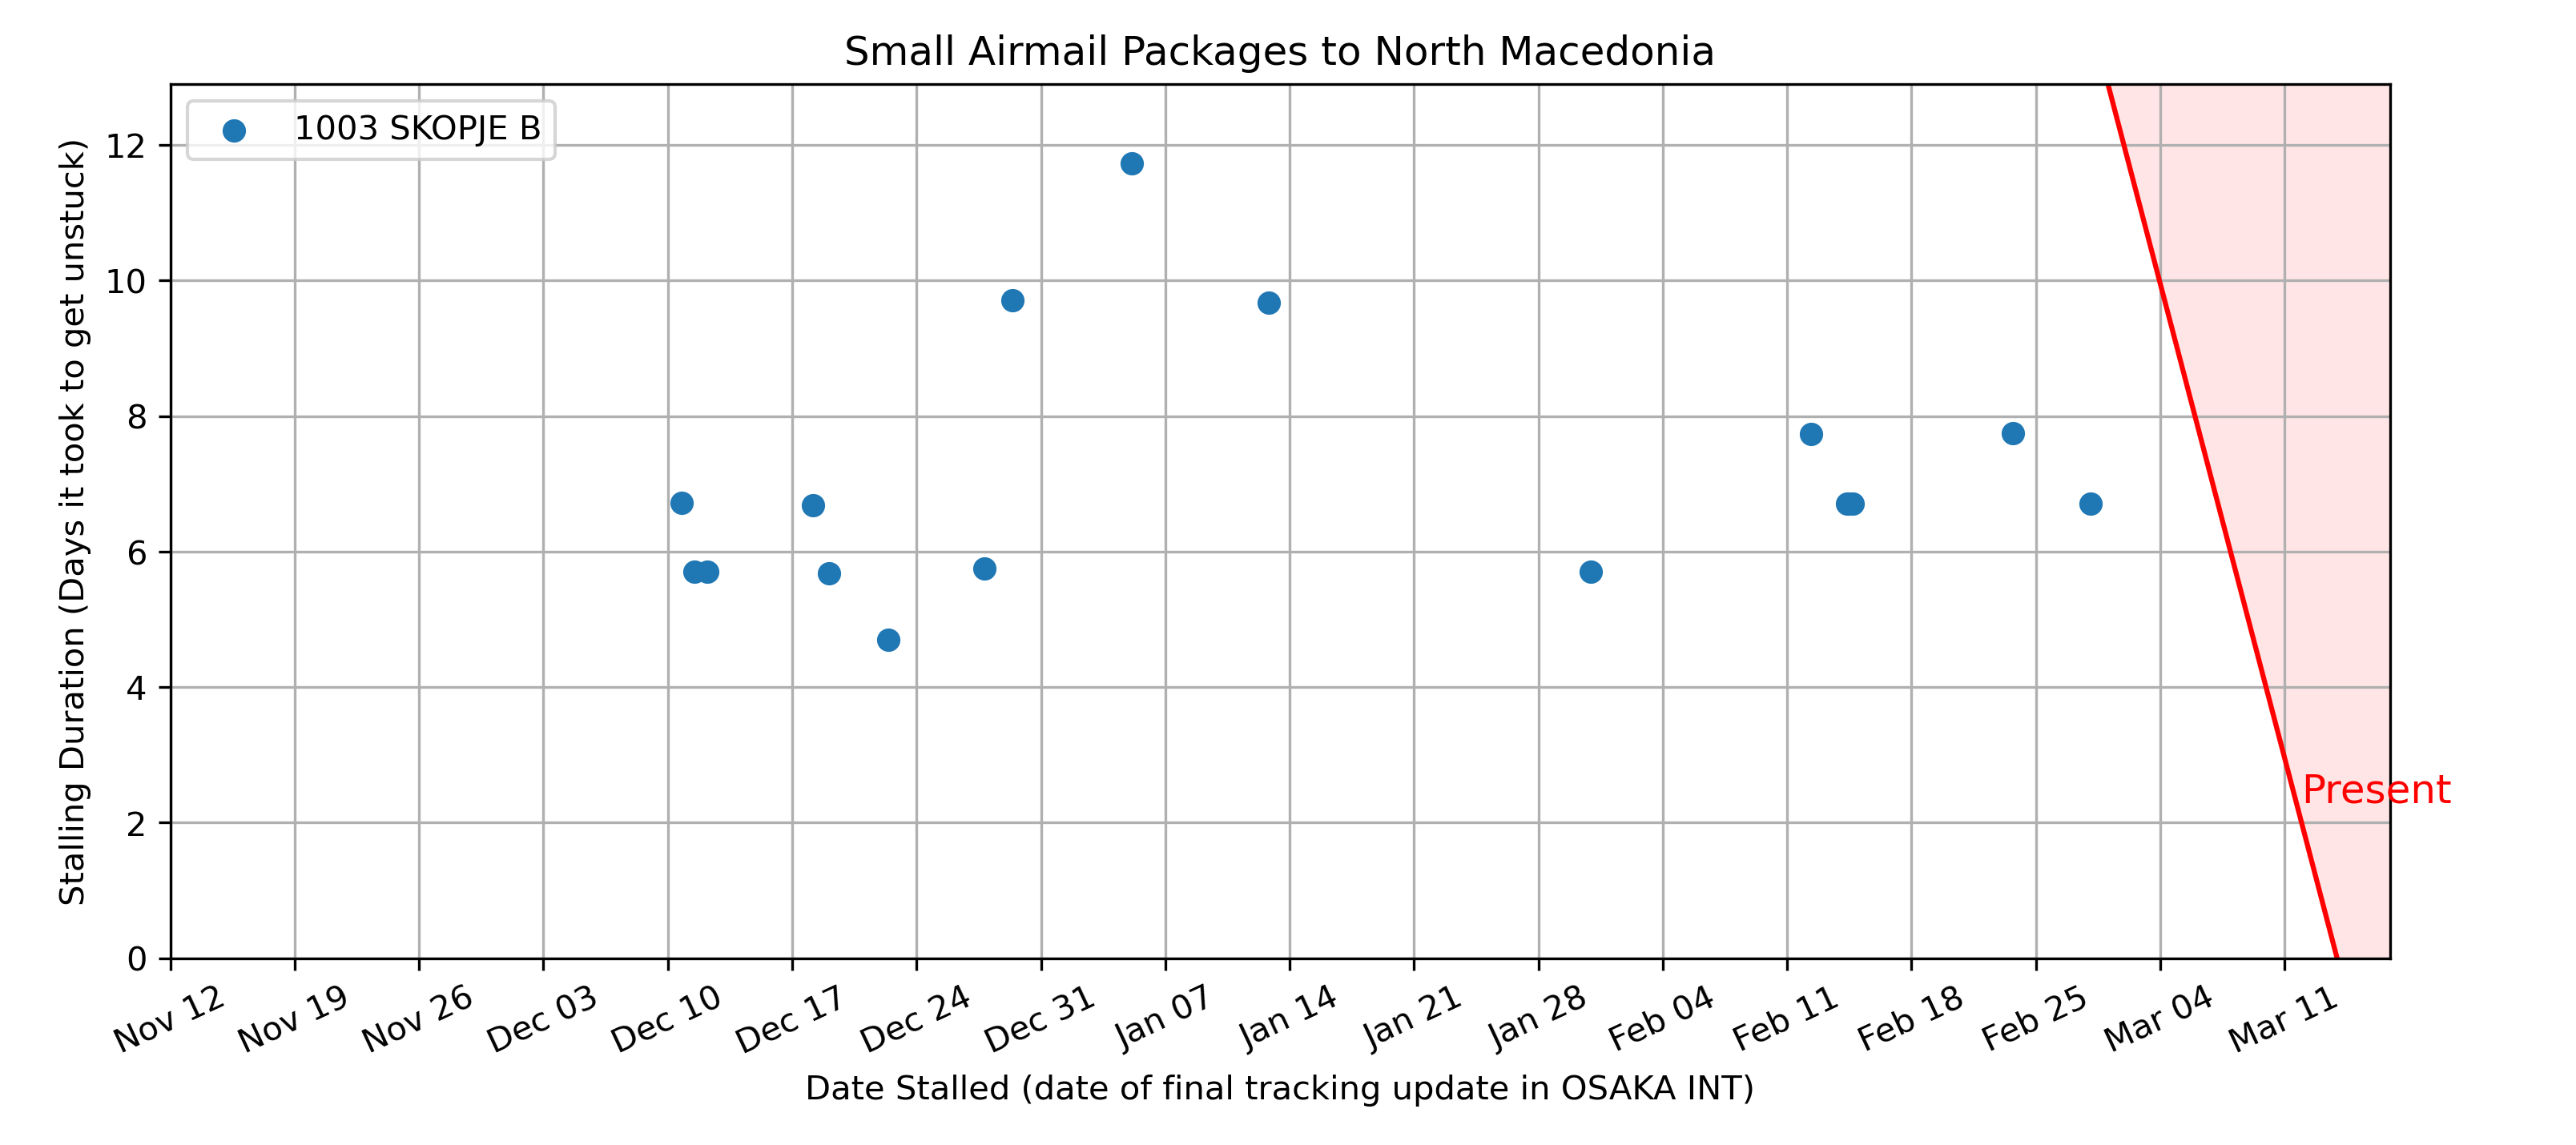 Small Airmail Packages to North Macedonia
1003 SKOPJE B
Stalling Duration (Days it took to get unstuck)
12
10
8
6
4
2
0
Present
Nov 12
Nov 19
Nov 26
Dec 03
Dec 10
Dec 17
Dec 24
Dec 31
Jan 07
Jan 14
Jan 21
Jan 28
Feb 04
Feb 11
Feb 18
Feb 25
Mar 04
Mar 11
Date Stalled (date of final tracking update in OSAKA INT)